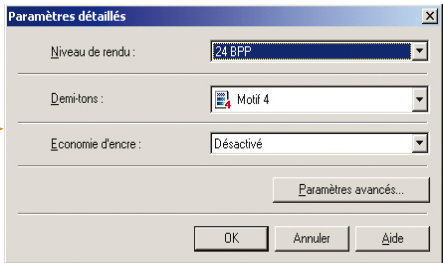 Paramètres détaillés
Niveau de rendu : 24 BPP
Demi-tons : Motif 4
Economie d'encre : Désactivé
Paramètres avancés...
OK Annuler Aide